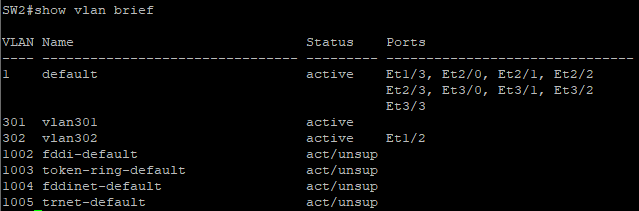 SW2#show vlan brief
VLAN Name                             Status    Ports
---- -------------------------------- --------- -------------------------------
1    default                          active    Et1/3, Et2/0, Et2/1, Et2/2
                                                Et2/3, Et3/0, Et3/1, Et3/2
                                                Et3/3
301  vlan301                          active
302  vlan302                          active    Et1/2
1002 fddi-default                     act/unsup
1003 token-ring-default               act/unsup
1004 fddinet-default                  act/unsup
1005 trnet-default                    act/unsup